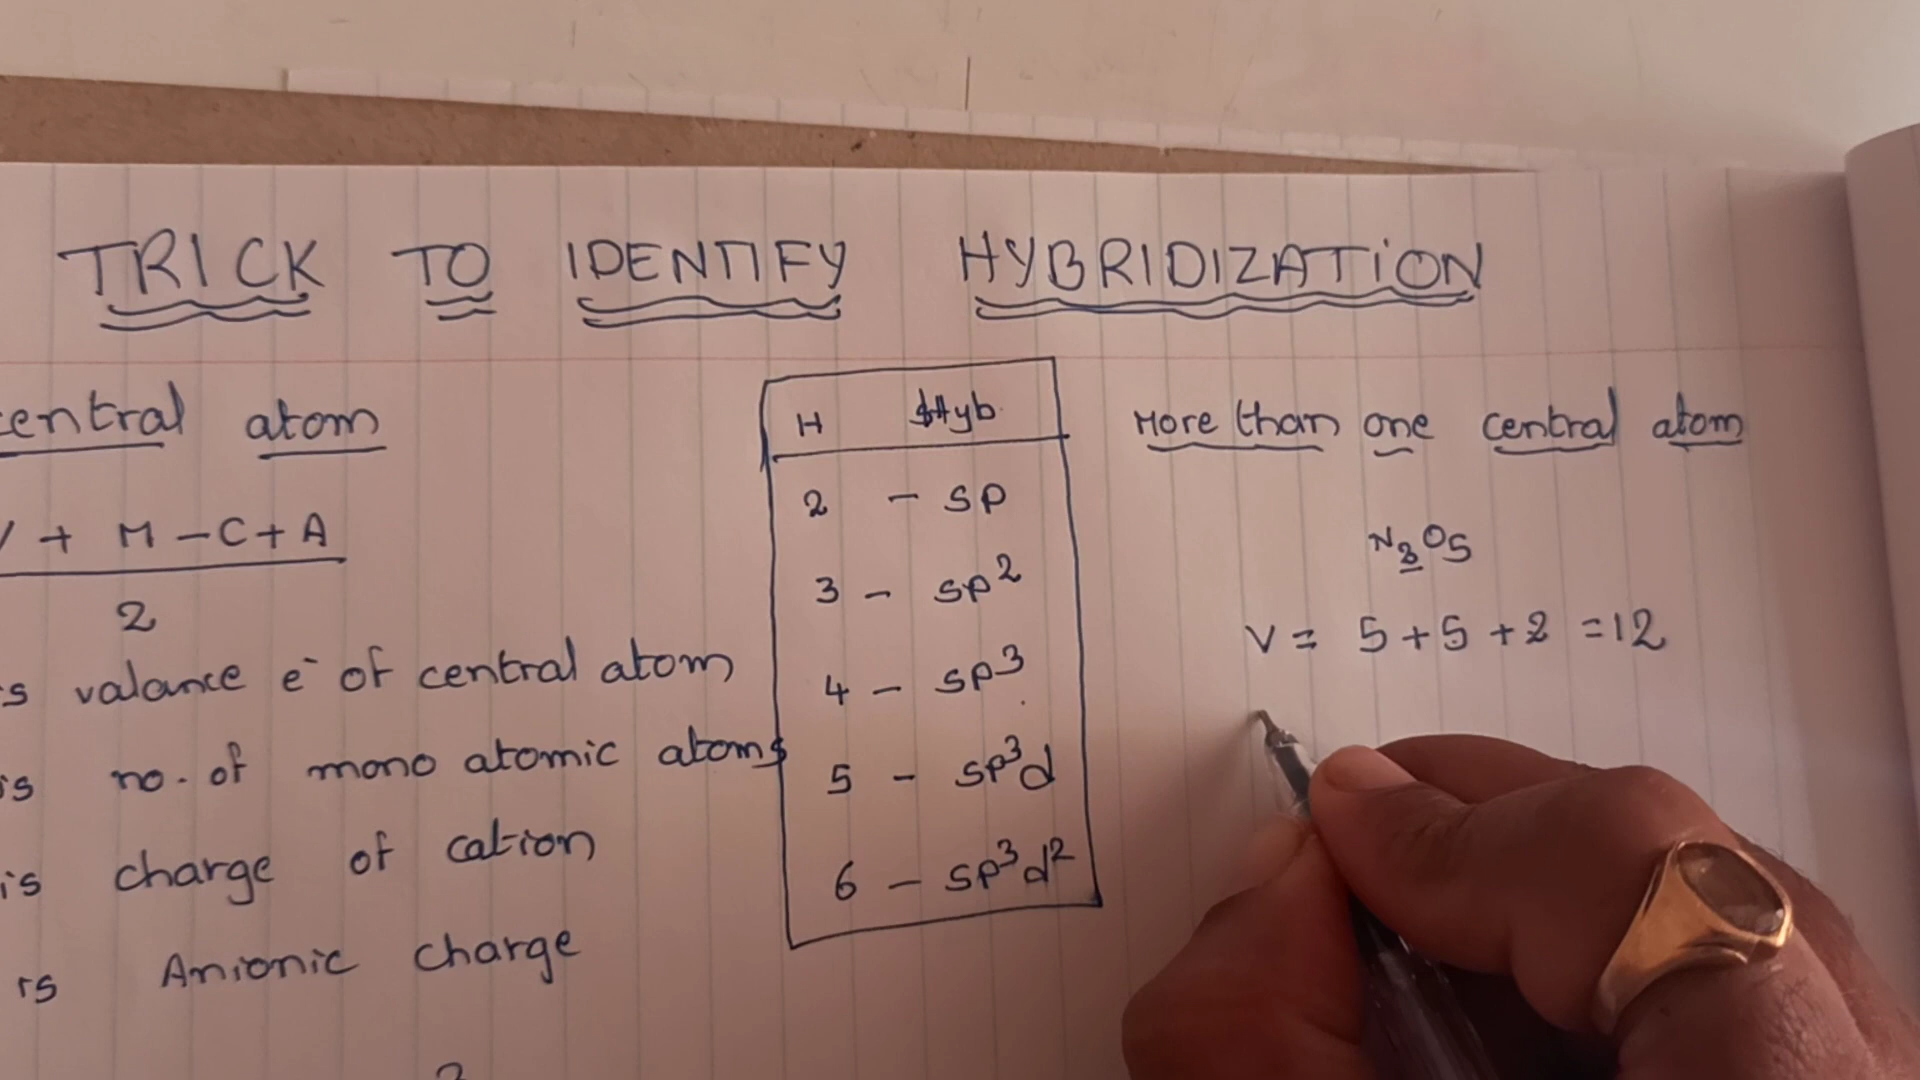 TRICK TO IDENTIFY HYBRIDIZATION
entral atom
V + M - C + A
2
s valance e⁻ of central atom
is no. of mono atomic atoms
is charge of cation
is Anionic charge
H Hyb.
2 - sp
3 - sp²
4 - sp³
5 - sp³d
6 - sp³d²
More than one central atom
N₂O₅
V = 5 + 5 + 2 = 12